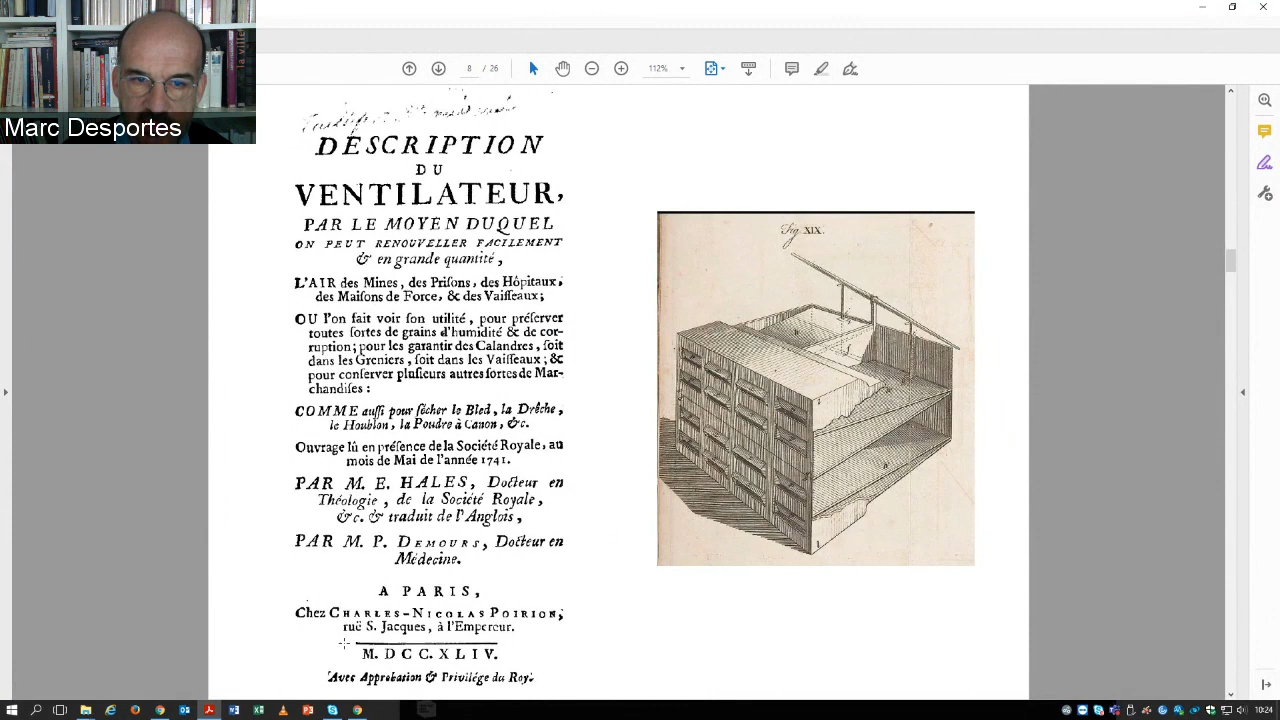 Marc Desportes
8 / 26
112%
DESCRIPTION
DU
VENTILATEUR,
PAR LE MOYEN DUQUEL
ON PEUT RENOUVELLER FACILEMENT
& en grande quantité,
L'AIR des Mines, des Priſons, des Hôpitaux,
des Maiſons de Force, & des Vaiſſeaux;
OU l'on fait voir ſon utilité, pour préſerver
toutes ſortes de grains d'humidité & de cor-
ruption; pour les garantir des Calandres, ſoit
dans les Greniers, ſoit dans les Vaiſſeaux; &
pour conſerver pluſieurs autres ſortes de Mar-
chandiſes:
COMME auſſi pour ſécher le Bled, la Drêche,
le Houblon, la Poudre à Canon, &c.
Ouvrage lû en préſence de la Société Royale, au
mois de Mai de l'année 1741.
PAR M. E. HALES, Docteur en
Théologie, de la Société Royale,
&c. & traduit de l'Anglois,
PAR M. P. DEMOURS, Docteur en
Médecine.
A PARIS,
Chez CHARLES-NICOLAS POIRION,
ruë S. Jacques, à l'Empereur.
M. DCC. XLIV.
Avec Approbation & Privilége du Roy.
Fig XIX.
10:24